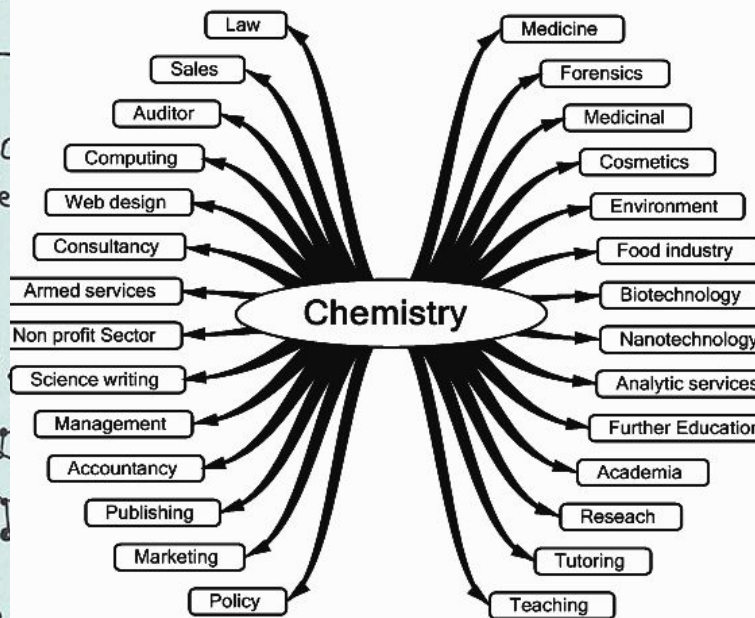 Law
Sales
Auditor
Computing
Web design
Consultancy
Armed services
Non profit Sector
Science writing
Management
Accountancy
Publishing
Marketing
Policy
Chemistry
Medicine
Forensics
Medicinal
Cosmetics
Environment
Food industry
Biotechnology
Nanotechnology
Analytic services
Further Education
Academia
Reseach
Tutoring
Teaching